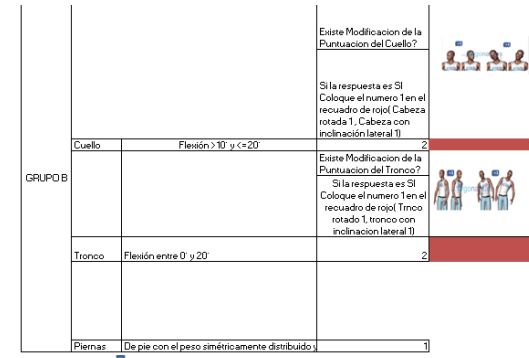 Existe Modificacion de la
Puntuacion del Cuello?
Si la respuesta es SI
Coloque el numero 1 en el
recuadro de rojo( Cabeza
rotada 1 , Cabeza con
inclinación lateral 1)
Cuello Flexión >10° y <=20° 2
Existe Modificacion de la
Puntuacion del Tronco?
GRUPO B
Si la respuesta es SI
Coloque el numero 1 en el
recuadro de rojo( Trnco
rotado 1, tronco con
inclinacion lateral 1)
Tronco Flexión entre 0° y 20° 2
Piernas De pie con el peso simétricamente distribuido y 1